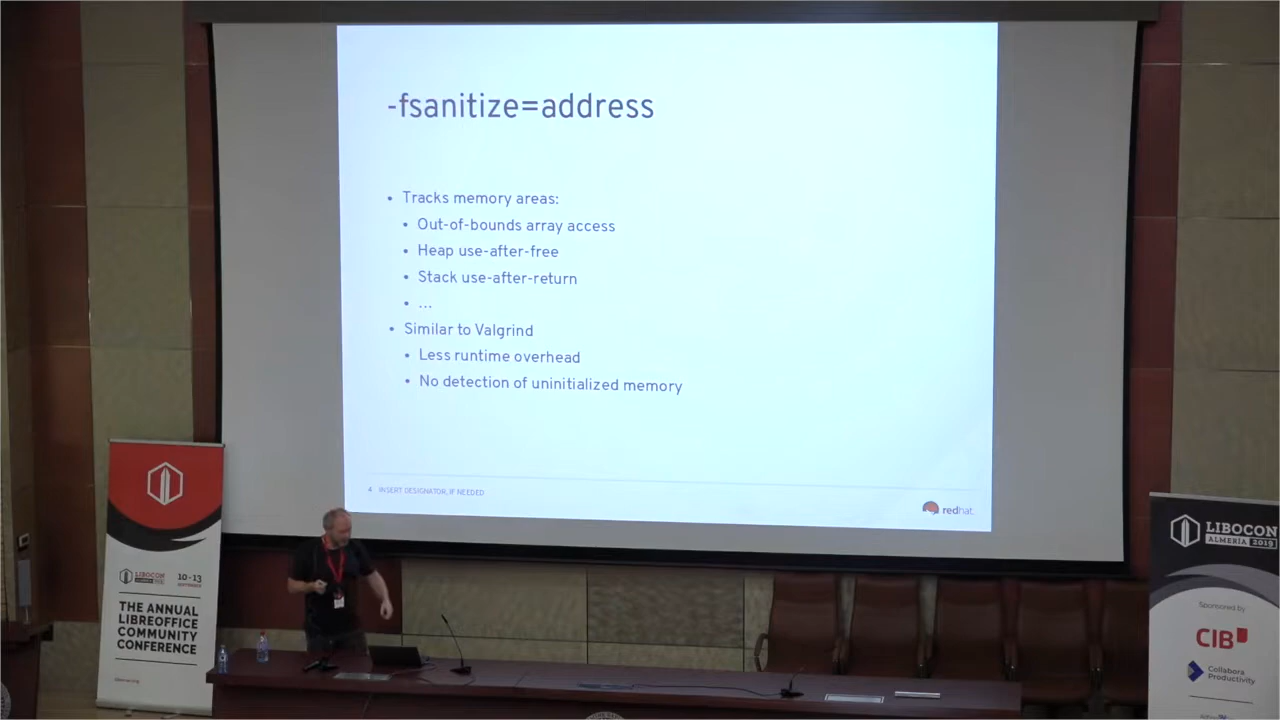 -fsanitize=address
• Tracks memory areas:
• Out-of-bounds array access
• Heap use-after-free
• Stack use-after-return
• ...
• Similar to Valgrind
• Less runtime overhead
• No detection of uninitialized memory
4 INSERT DESIGNATOR, IF NEEDED
redhat.
LIBOCON
10-13
SEPTEMBER
THE ANNUAL
LIBREOFFICE
COMMUNITY
CONFERENCE
LIBOCON
ALMERÍA 2019
Sponsored by
CIB
Collabora
Productivity